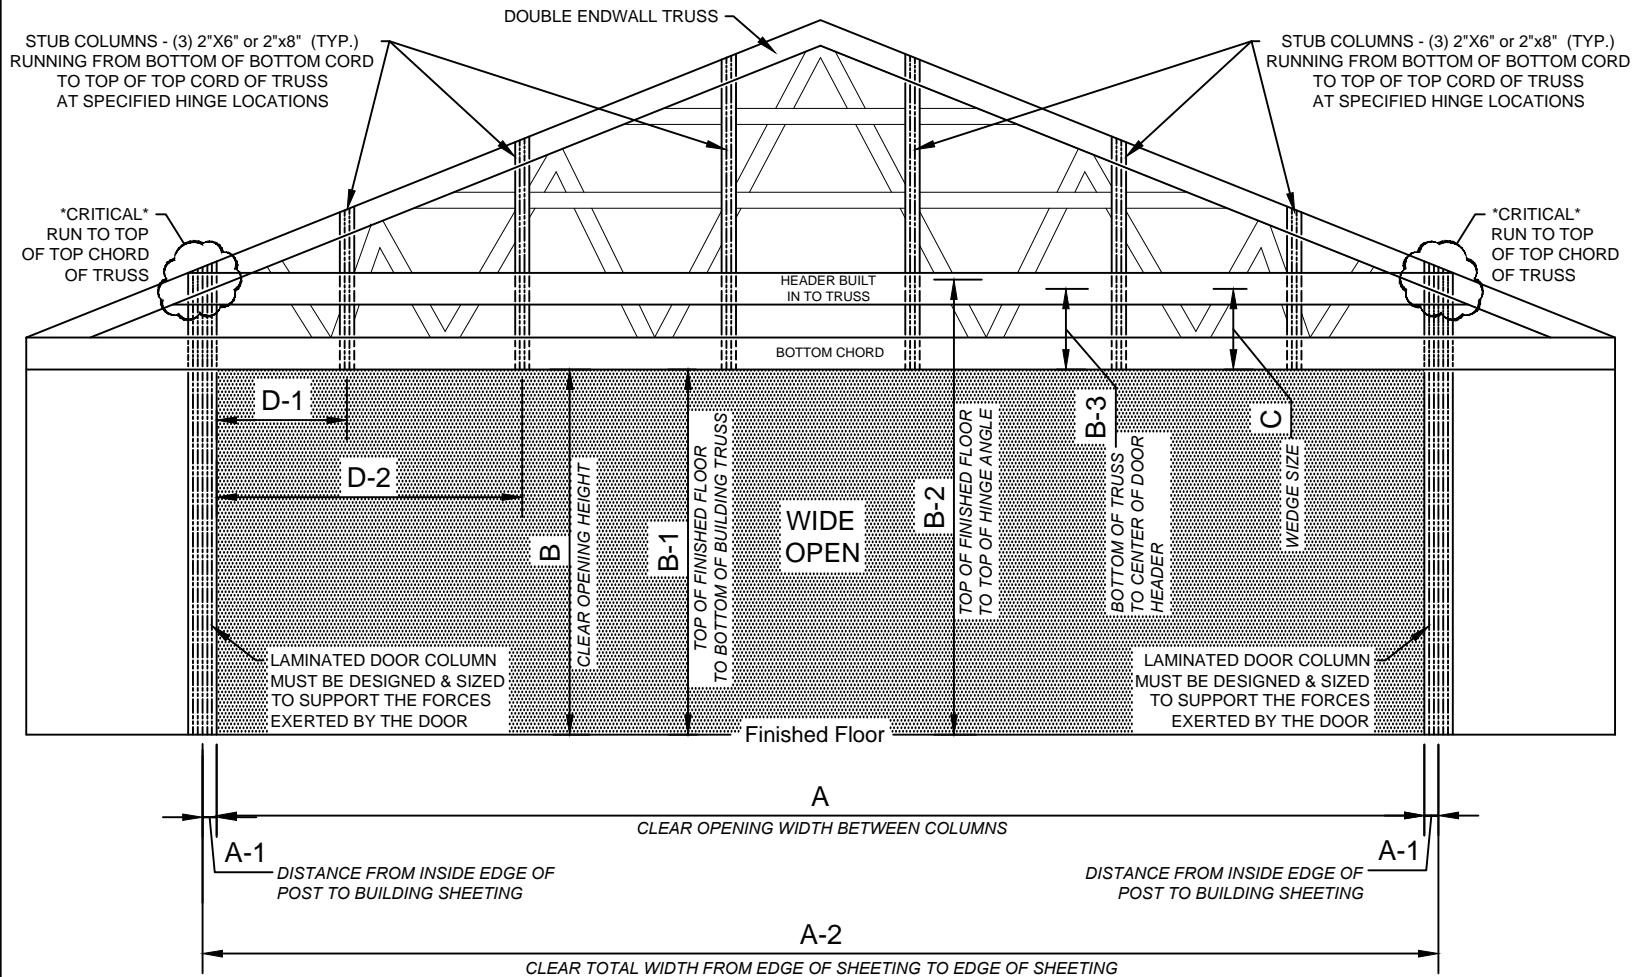 DOUBLE ENDWALL TRUSS
STUB COLUMNS - (3) 2"X6" or 2"x8" (TYP.)
RUNNING FROM BOTTOM OF BOTTOM CORD
TO TOP OF TOP CORD OF TRUSS
AT SPECIFIED HINGE LOCATIONS
STUB COLUMNS - (3) 2"X6" or 2"x8" (TYP.)
RUNNING FROM BOTTOM OF BOTTOM CORD
TO TOP OF TOP CORD OF TRUSS
AT SPECIFIED HINGE LOCATIONS
*CRITICAL*
RUN TO TOP
OF TOP CHORD
OF TRUSS
*CRITICAL*
RUN TO TOP
OF TOP CHORD
OF TRUSS
HEADER BUILT
IN TO TRUSS
BOTTOM CHORD
D-1
D-2
B
CLEAR OPENING HEIGHT
B-1
TOP OF FINISHED FLOOR
TO BOTTOM OF BUILDING TRUSS
WIDE
OPEN
B-2
TOP OF FINISHED FLOOR
TO TOP OF HINGE ANGLE
B-3
BOTTOM OF TRUSS
TO CENTER OF DOOR
HEADER
C
WEDGE SIZE
LAMINATED DOOR COLUMN
MUST BE DESIGNED & SIZED
TO SUPPORT THE FORCES
EXERTED BY THE DOOR
LAMINATED DOOR COLUMN
MUST BE DESIGNED & SIZED
TO SUPPORT THE FORCES
EXERTED BY THE DOOR
Finished Floor
A
CLEAR OPENING WIDTH BETWEEN COLUMNS
A-1
DISTANCE FROM INSIDE EDGE OF
POST TO BUILDING SHEETING
A-1
DISTANCE FROM INSIDE EDGE OF
POST TO BUILDING SHEETING
A-2
CLEAR TOTAL WIDTH FROM EDGE OF SHEETING TO EDGE OF SHEETING